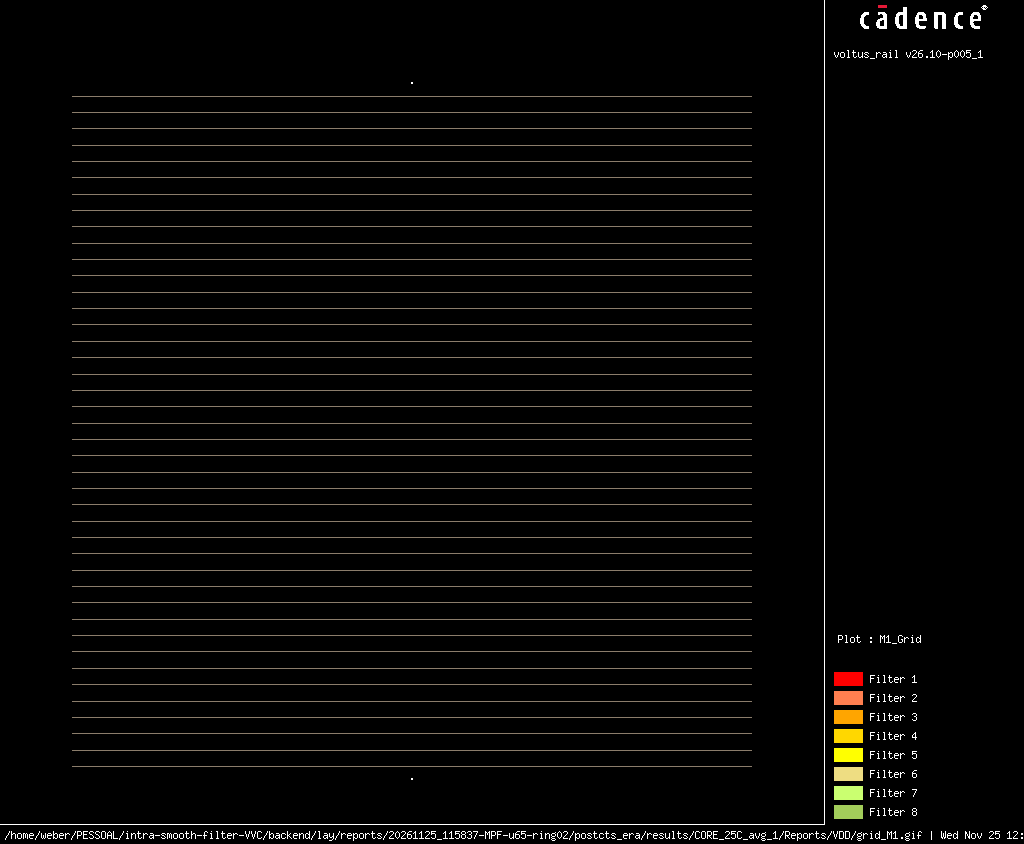 cādence®
voltus_rail v26.10-p005_1
Plot : M1_Grid
Filter 1
Filter 2
Filter 3
Filter 4
Filter 5
Filter 6
Filter 7
Filter 8
/home/weber/PESSOAL/intra-smooth-filter-VVC/backend/lay/reports/20261125_115837-MPF-u65-ring02/postcts_era/results/CORE_25C_avg_1/Reports/VDD/grid_M1.gif | Wed Nov 25 12: